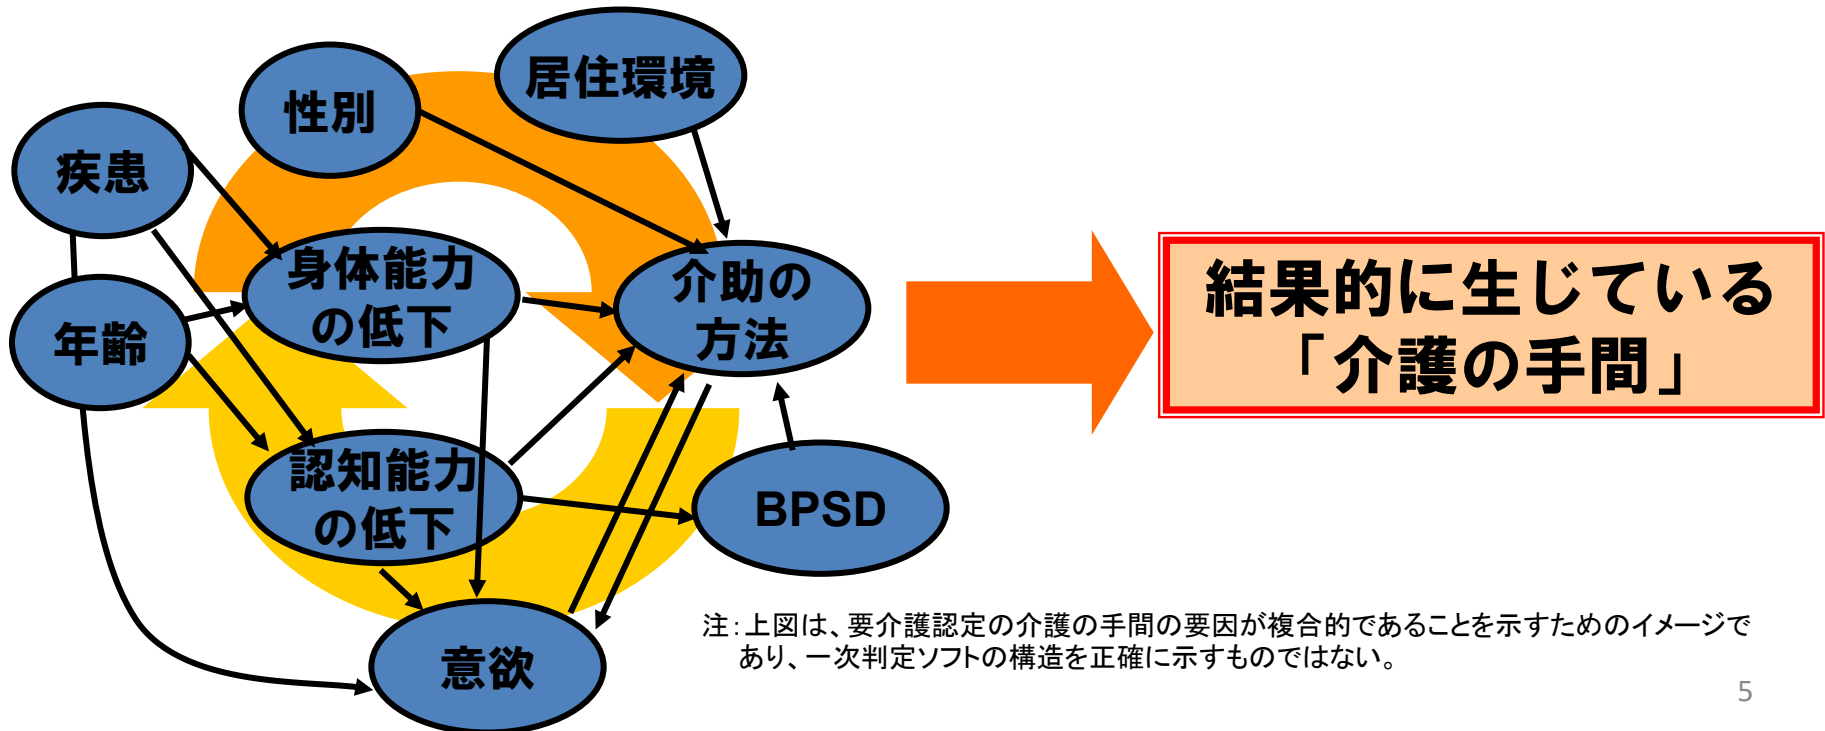 居住環境
性別
疾患
身体能力
の低下
介助の
方法
年齢
結果的に生じている
「介護の手間」
認知能力
の低下
BPSD
意欲
注：上図は、要介護認定の介護の手間の要因が複合的であることを示すためのイメージで
あり、一次判定ソフトの構造を正確に示すものではない。
5